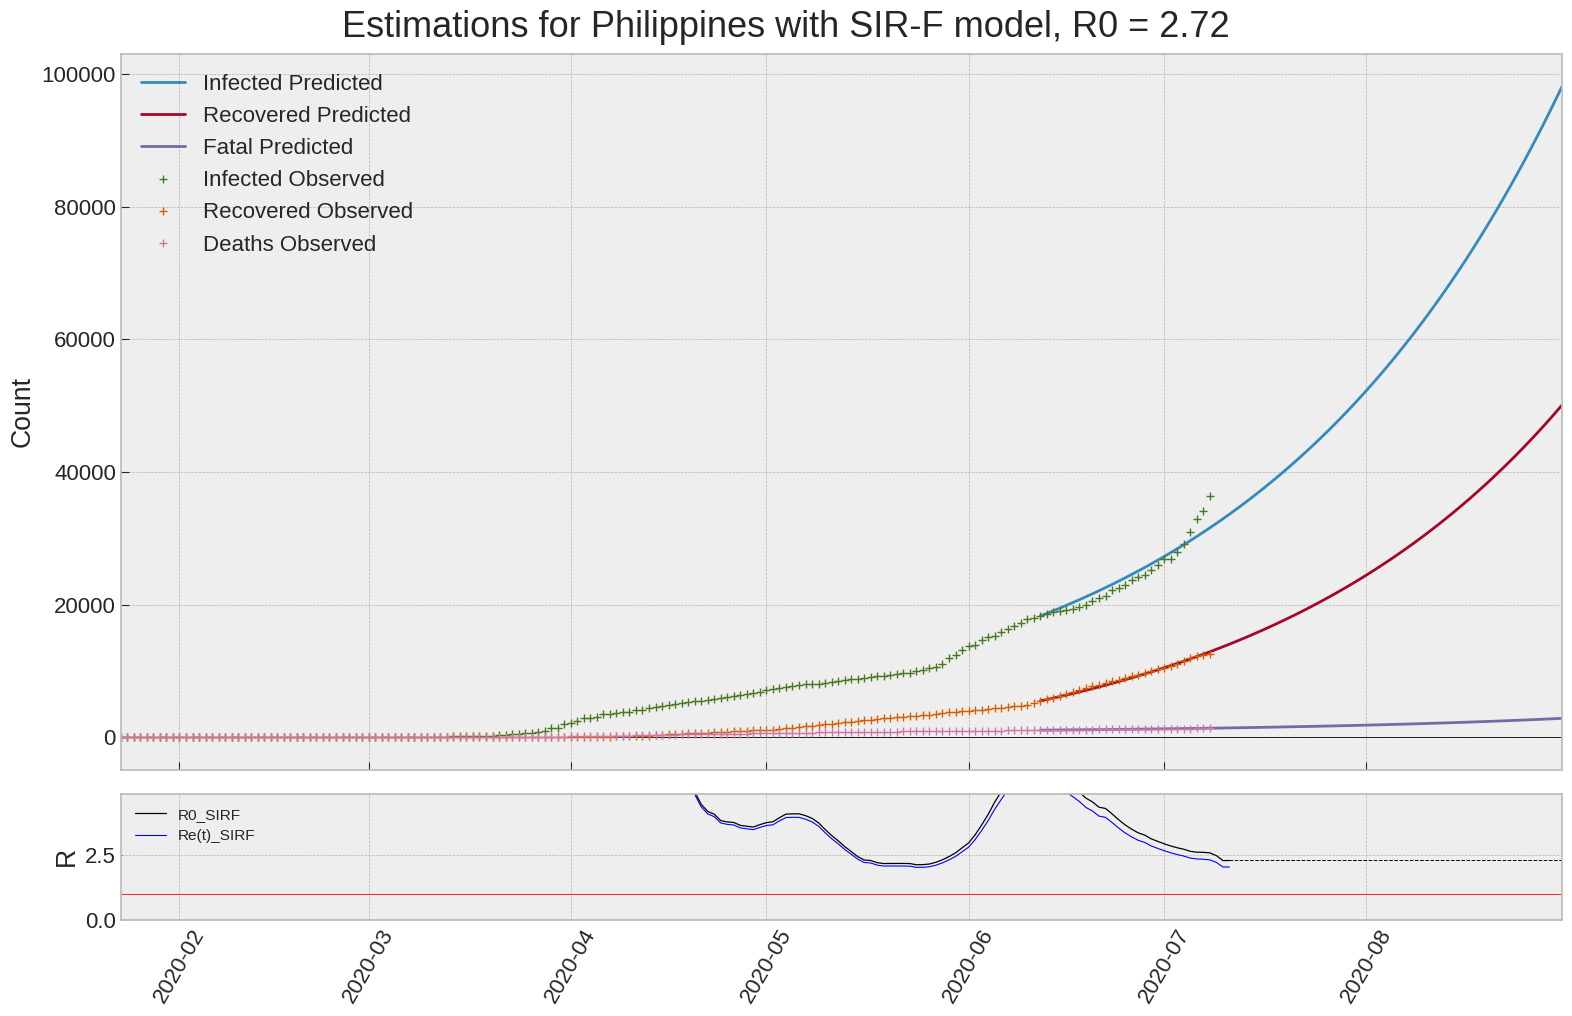 Estimations for Philippines with SIR-F model, R0 = 2.72
100000
80000
60000
40000
20000
0
Count
Infected Predicted
Recovered Predicted
Fatal Predicted
Infected Observed
Recovered Observed
Deaths Observed
R0_SIRF
Re(t)_SIRF
2.5
0.0
R
2020-02
2020-03
2020-04
2020-05
2020-06
2020-07
2020-08